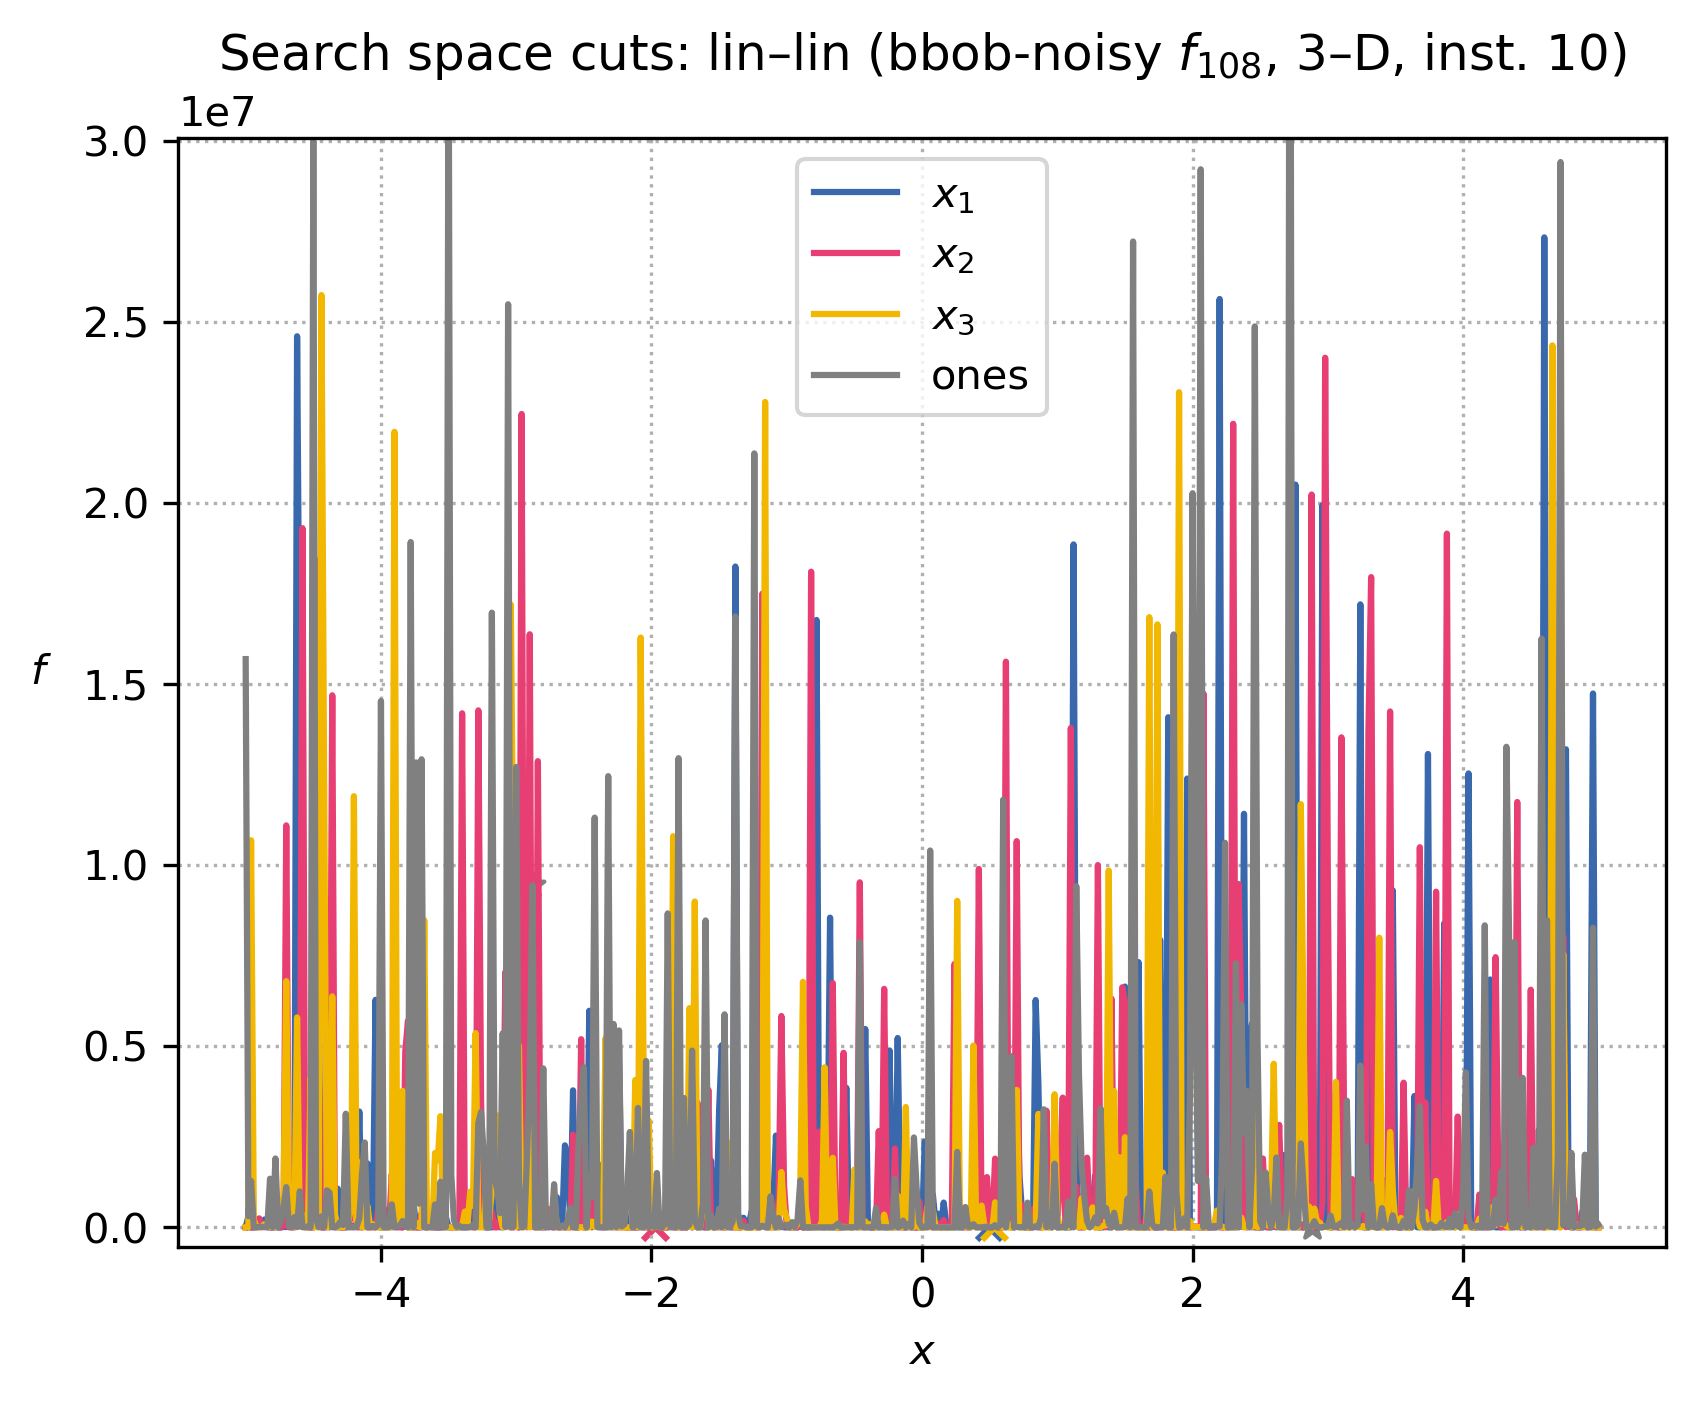 Search space cuts: lin–lin (bbob-noisy f₁₀₈, 3–D, inst. 10)
1e7
3.0
2.5
2.0
1.5
1.0
0.5
0.0
f
x₁
x₂
x₃
ones
−4 −2 0 2 4
x